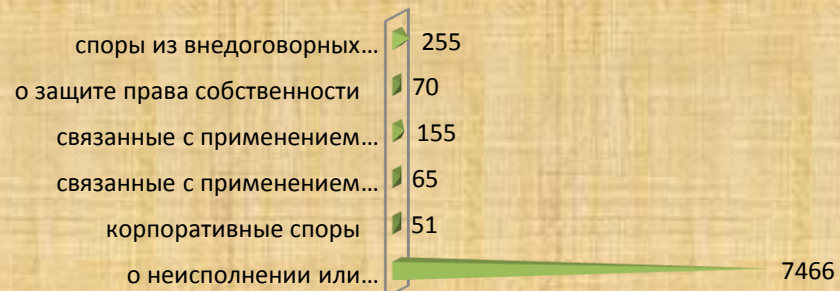 споры из внедоговорных... 255
о защите права собственности 70
связанные с применением... 155
связанные с применением... 65
корпоративные споры 51
о неисполнении или... 7466